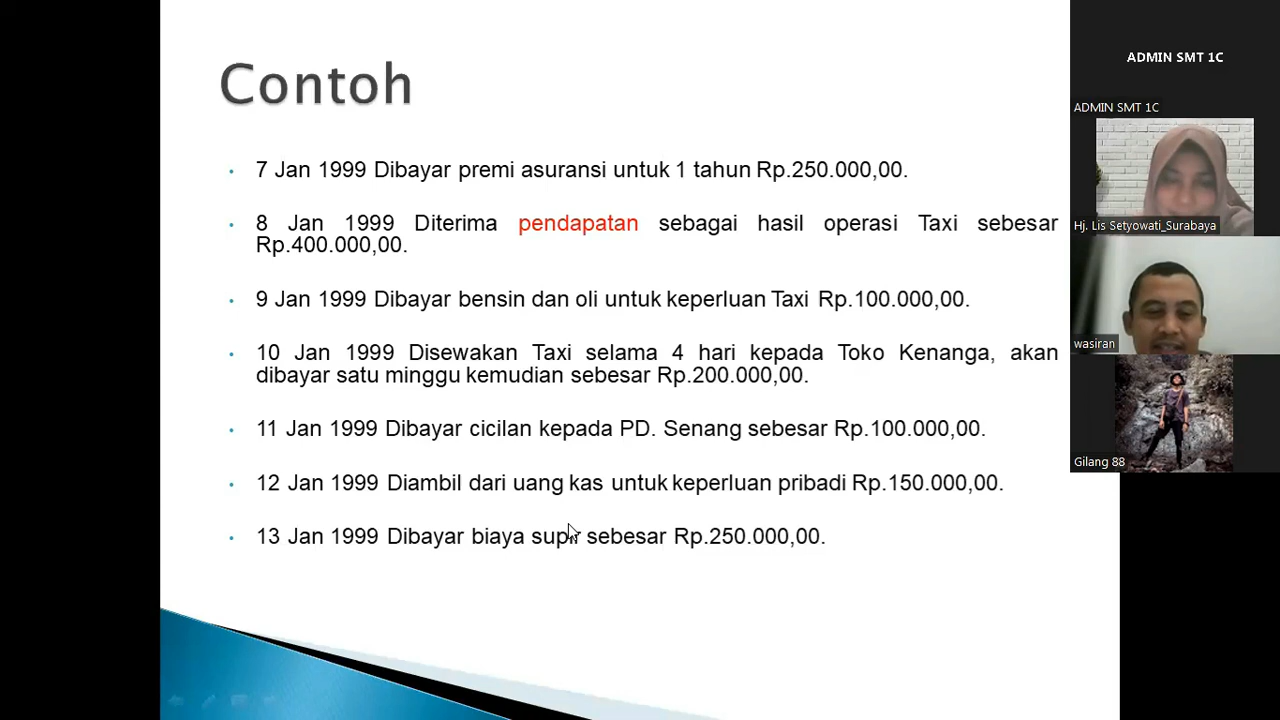 Contoh
• 7 Jan 1999 Dibayar premi asuransi untuk 1 tahun Rp.250.000,00.
• 8 Jan 1999 Diterima pendapatan sebagai hasil operasi Taxi sebesar
Rp.400.000,00.
• 9 Jan 1999 Dibayar bensin dan oli untuk keperluan Taxi Rp.100.000,00.
• 10 Jan 1999 Disewakan Taxi selama 4 hari kepada Toko Kenanga, akan
dibayar satu minggu kemudian sebesar Rp.200.000,00.
• 11 Jan 1999 Dibayar cicilan kepada PD. Senang sebesar Rp.100.000,00.
• 12 Jan 1999 Diambil dari uang kas untuk keperluan pribadi Rp.150.000,00.
• 13 Jan 1999 Dibayar biaya supir sebesar Rp.250.000,00.
ADMIN SMT 1C
ADMIN SMT 1C
Hj. Lis Setyowati_Surabaya
wasiran
Gilang 88